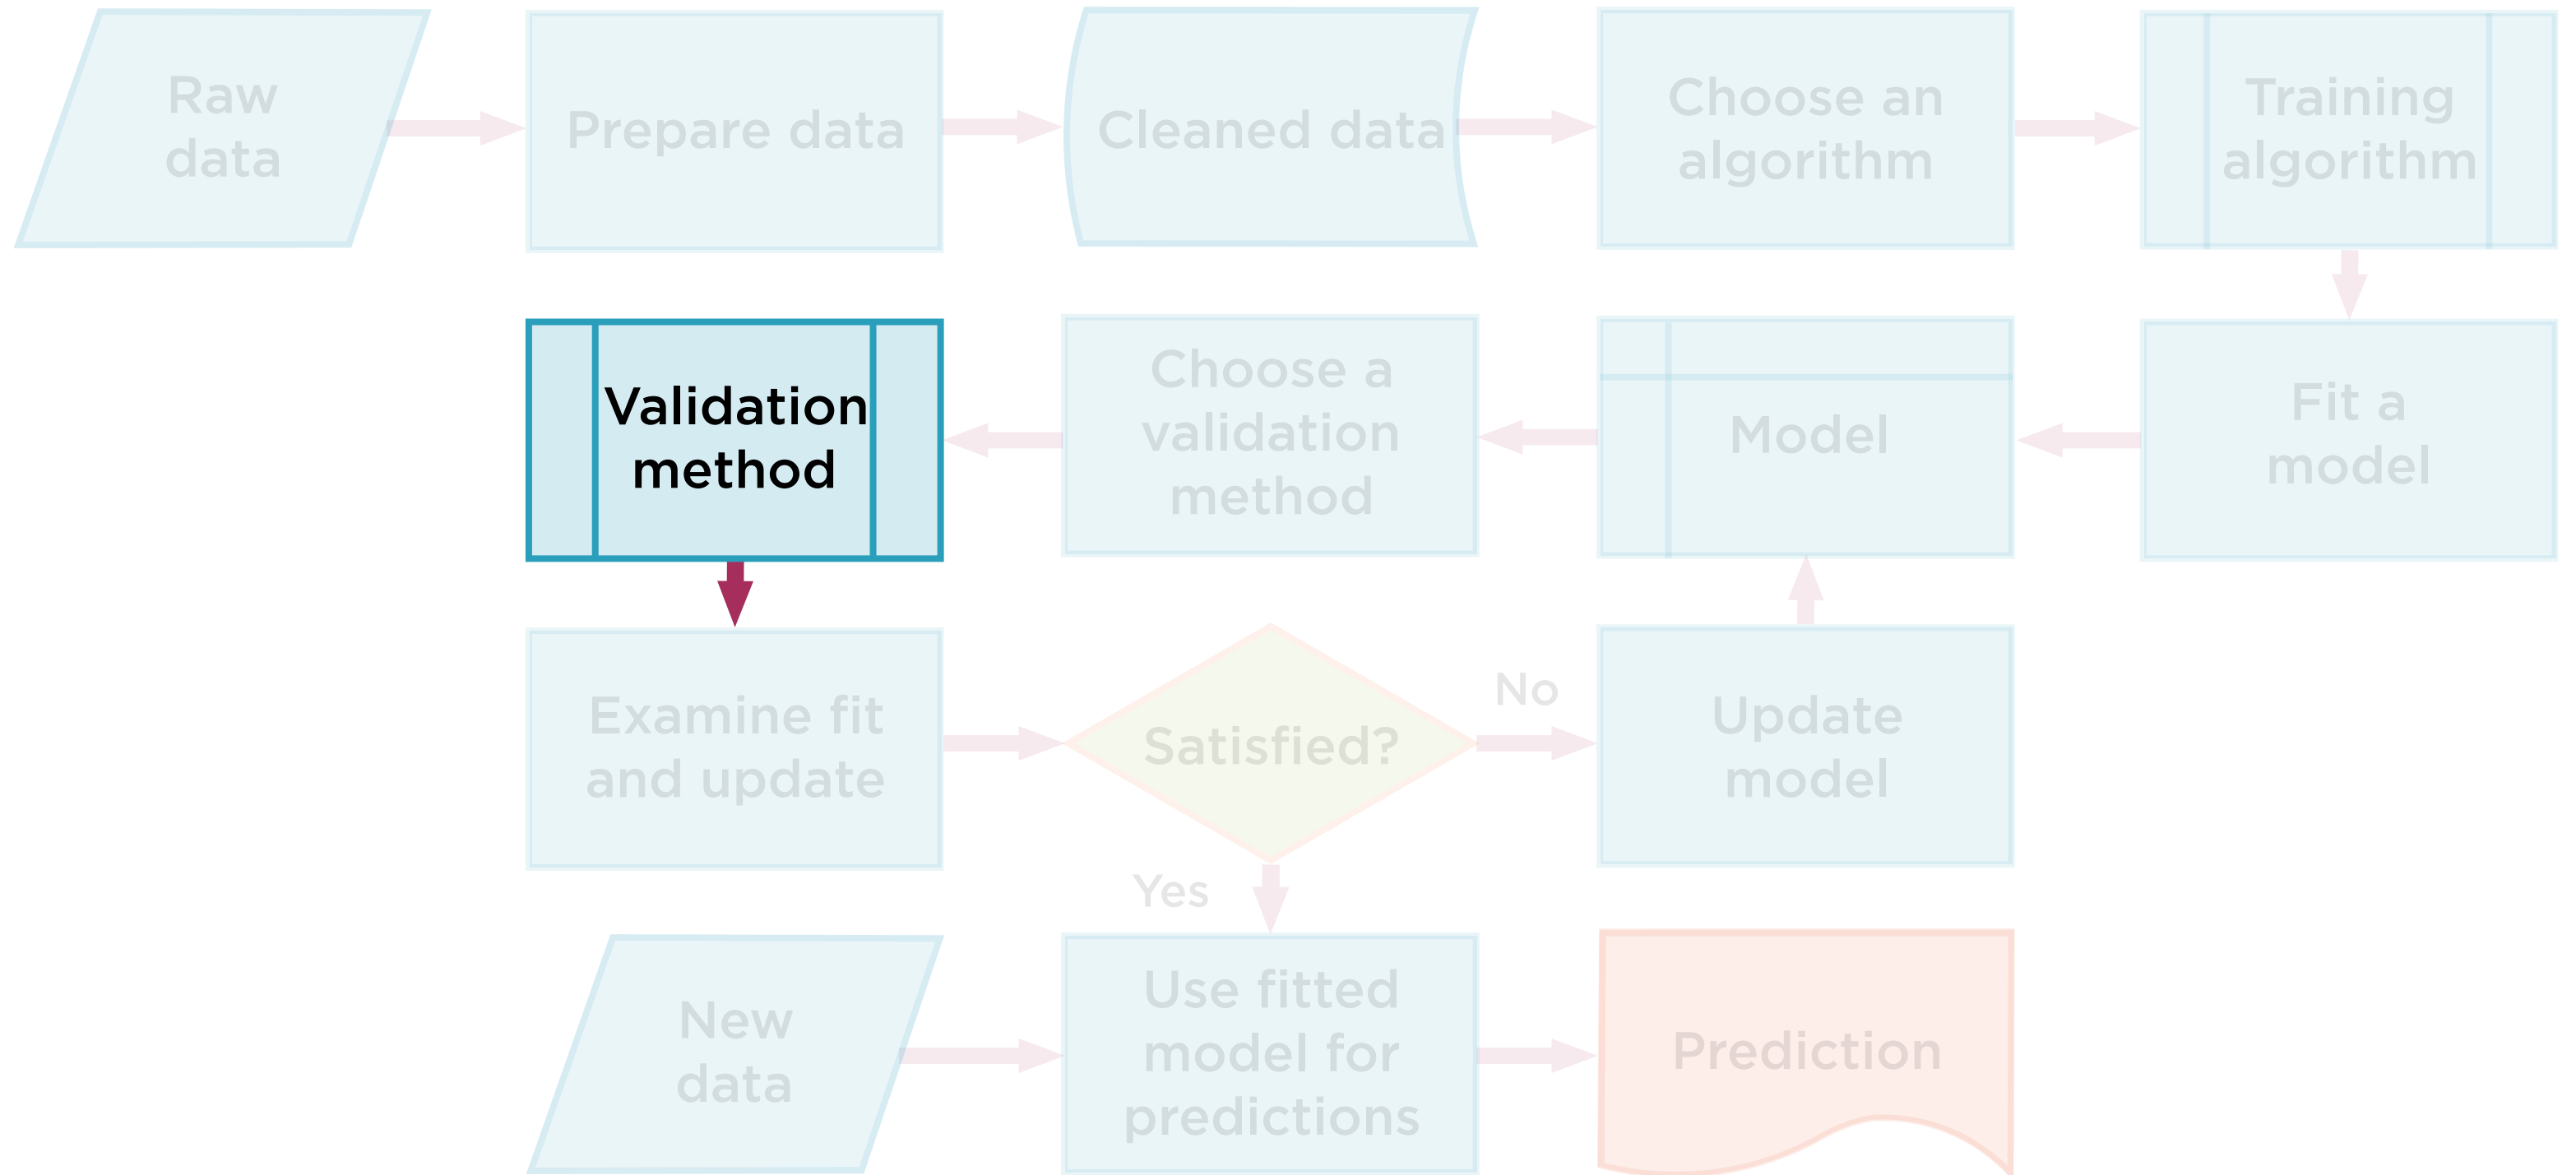 Raw
data
Prepare data
Cleaned data
Choose an
algorithm
Training
algorithm
Validation
method
Choose a
validation
method
Model
Fit a
model
Examine fit
and update
Satisfied?
No
Update
model
Yes
New
data
Use fitted
model for
predictions
Prediction